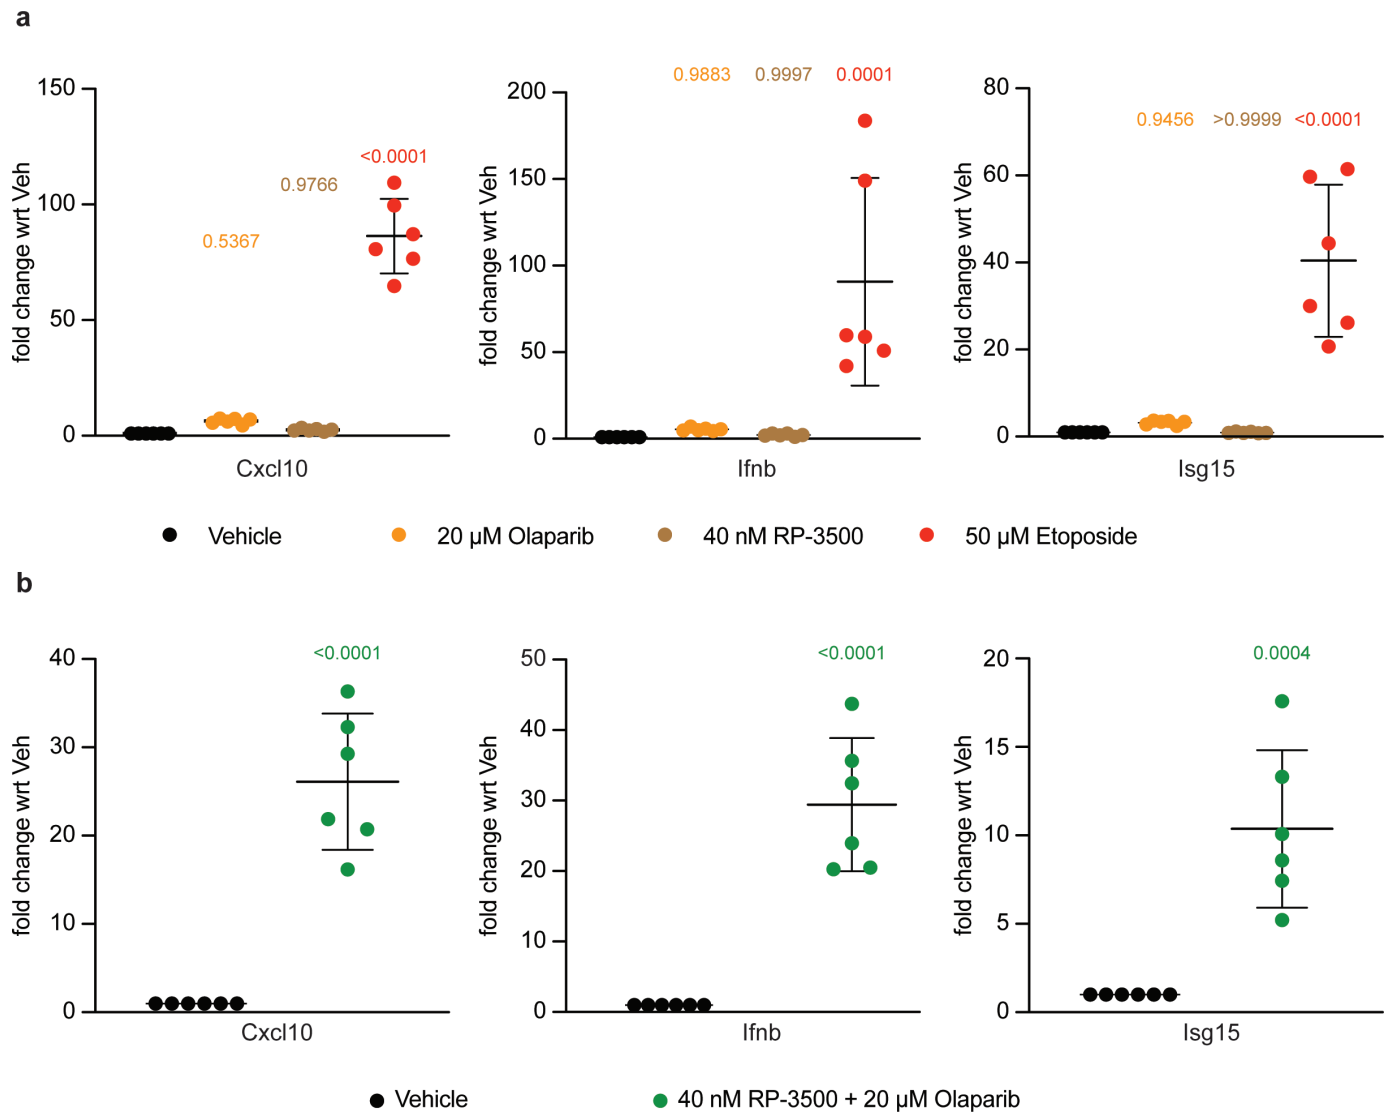 a
fold change wrt Veh
150
100
50
0
0.5367
0.9766
<0.0001
Cxcl10
fold change wrt Veh
200
150
100
50
0
0.9883 0.9997 0.0001
Ifnb
fold change wrt Veh
80
60
40
20
0
0.9456 >0.9999 <0.0001
Isg15
Vehicle 20 µM Olaparib 40 nM RP-3500 50 µM Etoposide
b
fold change wrt Veh
40
30
20
10
0
<0.0001
Cxcl10
fold change wrt Veh
50
40
30
20
10
0
<0.0001
Ifnb
fold change wrt Veh
20
15
10
5
0
0.0004
Isg15
Vehicle 40 nM RP-3500 + 20 µM Olaparib